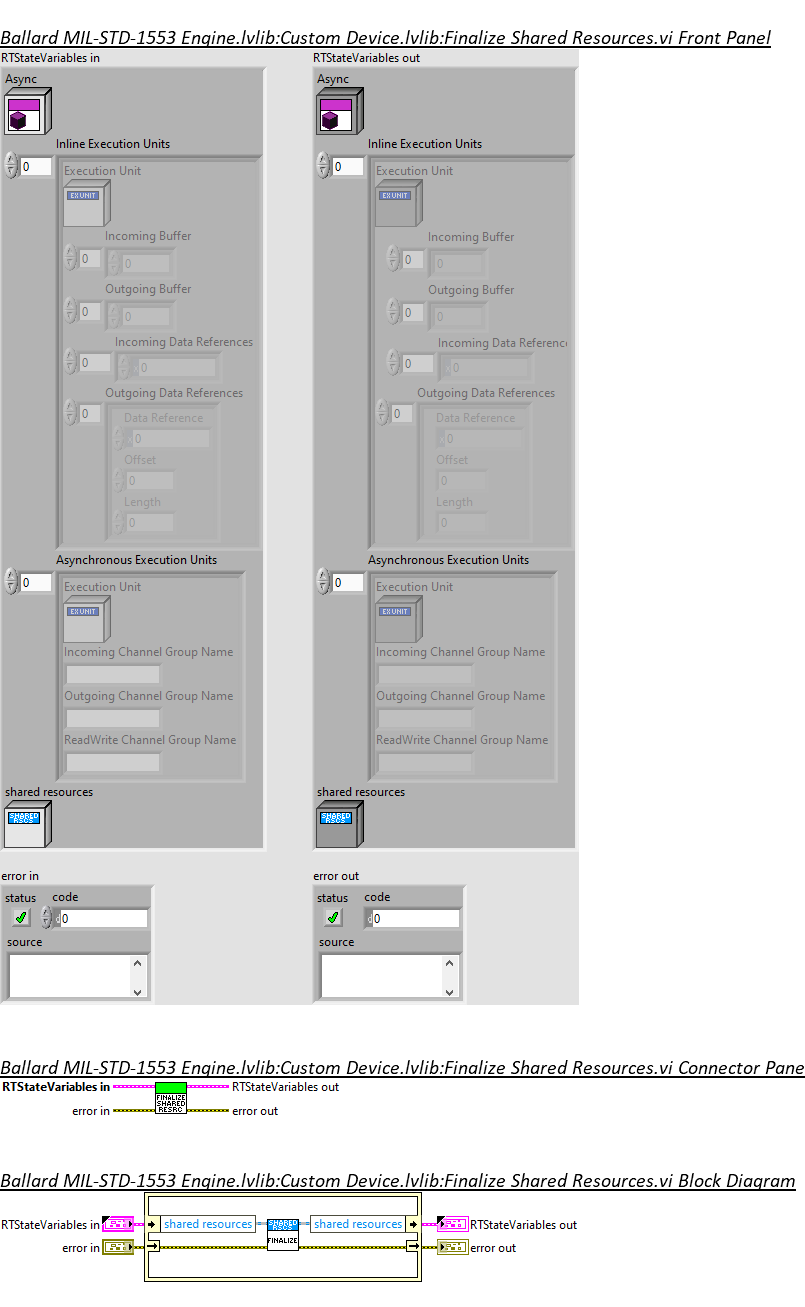 Ballard MIL-STD-1553 Engine.lvlib:Custom Device.lvlib:Finalize Shared Resources.vi Front Panel
RTStateVariables in
RTStateVariables out
Async
Async
Inline Execution Units
Inline Execution Units
0
0
Execution Unit
Execution Unit
EX UNIT
EX UNIT
Incoming Buffer
Incoming Buffer
0
0
0
0
Outgoing Buffer
Outgoing Buffer
0
0
0
0
Incoming Data References
Incoming Data Referenc
0
0
0
0
Outgoing Data References
Outgoing Data References
0
0
Data Reference
Data Reference
0
0
Offset
Offset
0
0
Length
Length
0
0
Asynchronous Execution Units
Asynchronous Execution Units
0
0
Execution Unit
Execution Unit
EX UNIT
EX UNIT
Incoming Channel Group Name
Incoming Channel Group Name
Outgoing Channel Group Name
Outgoing Channel Group Name
ReadWrite Channel Group Name
ReadWrite Channel Group Name
shared resources
shared resources
SHARED
RSCS
SHARED
RSCS
error in
error out
status code
status code
d0
d0
source
source
Ballard MIL-STD-1553 Engine.lvlib:Custom Device.lvlib:Finalize Shared Resources.vi Connector Pane
RTStateVariables in
RTStateVariables out
FINALIZE
SHARED
RESRC
error in
error out
Ballard MIL-STD-1553 Engine.lvlib:Custom Device.lvlib:Finalize Shared Resources.vi Block Diagram
RTStateVariables in
shared resources
SHARED
RSCS
FINALIZE
shared resources
RTStateVariables out
error in
error out